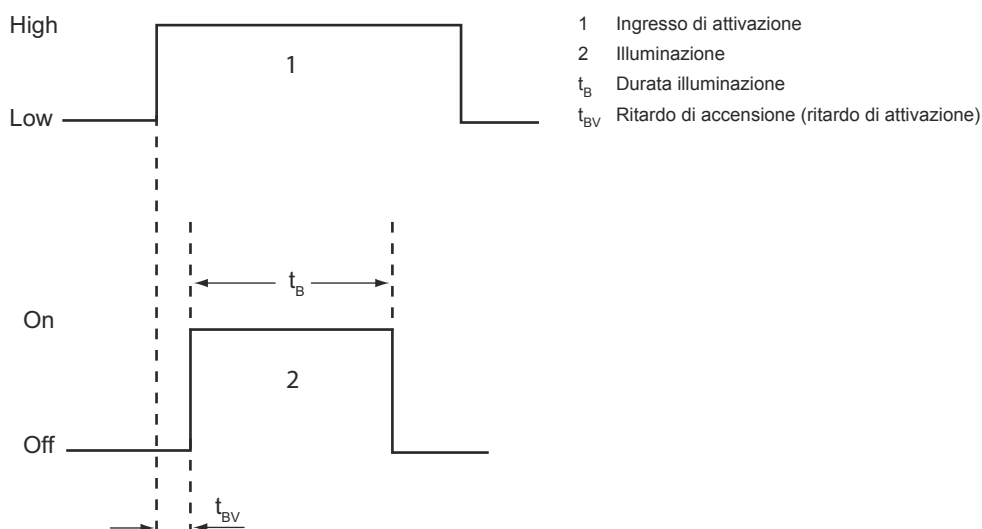 High
1
Low
t_B
On
2
Off
t_BV
1 Ingresso di attivazione
2 Illuminazione
t_B Durata illuminazione
t_BV Ritardo di accensione (ritardo di attivazione)